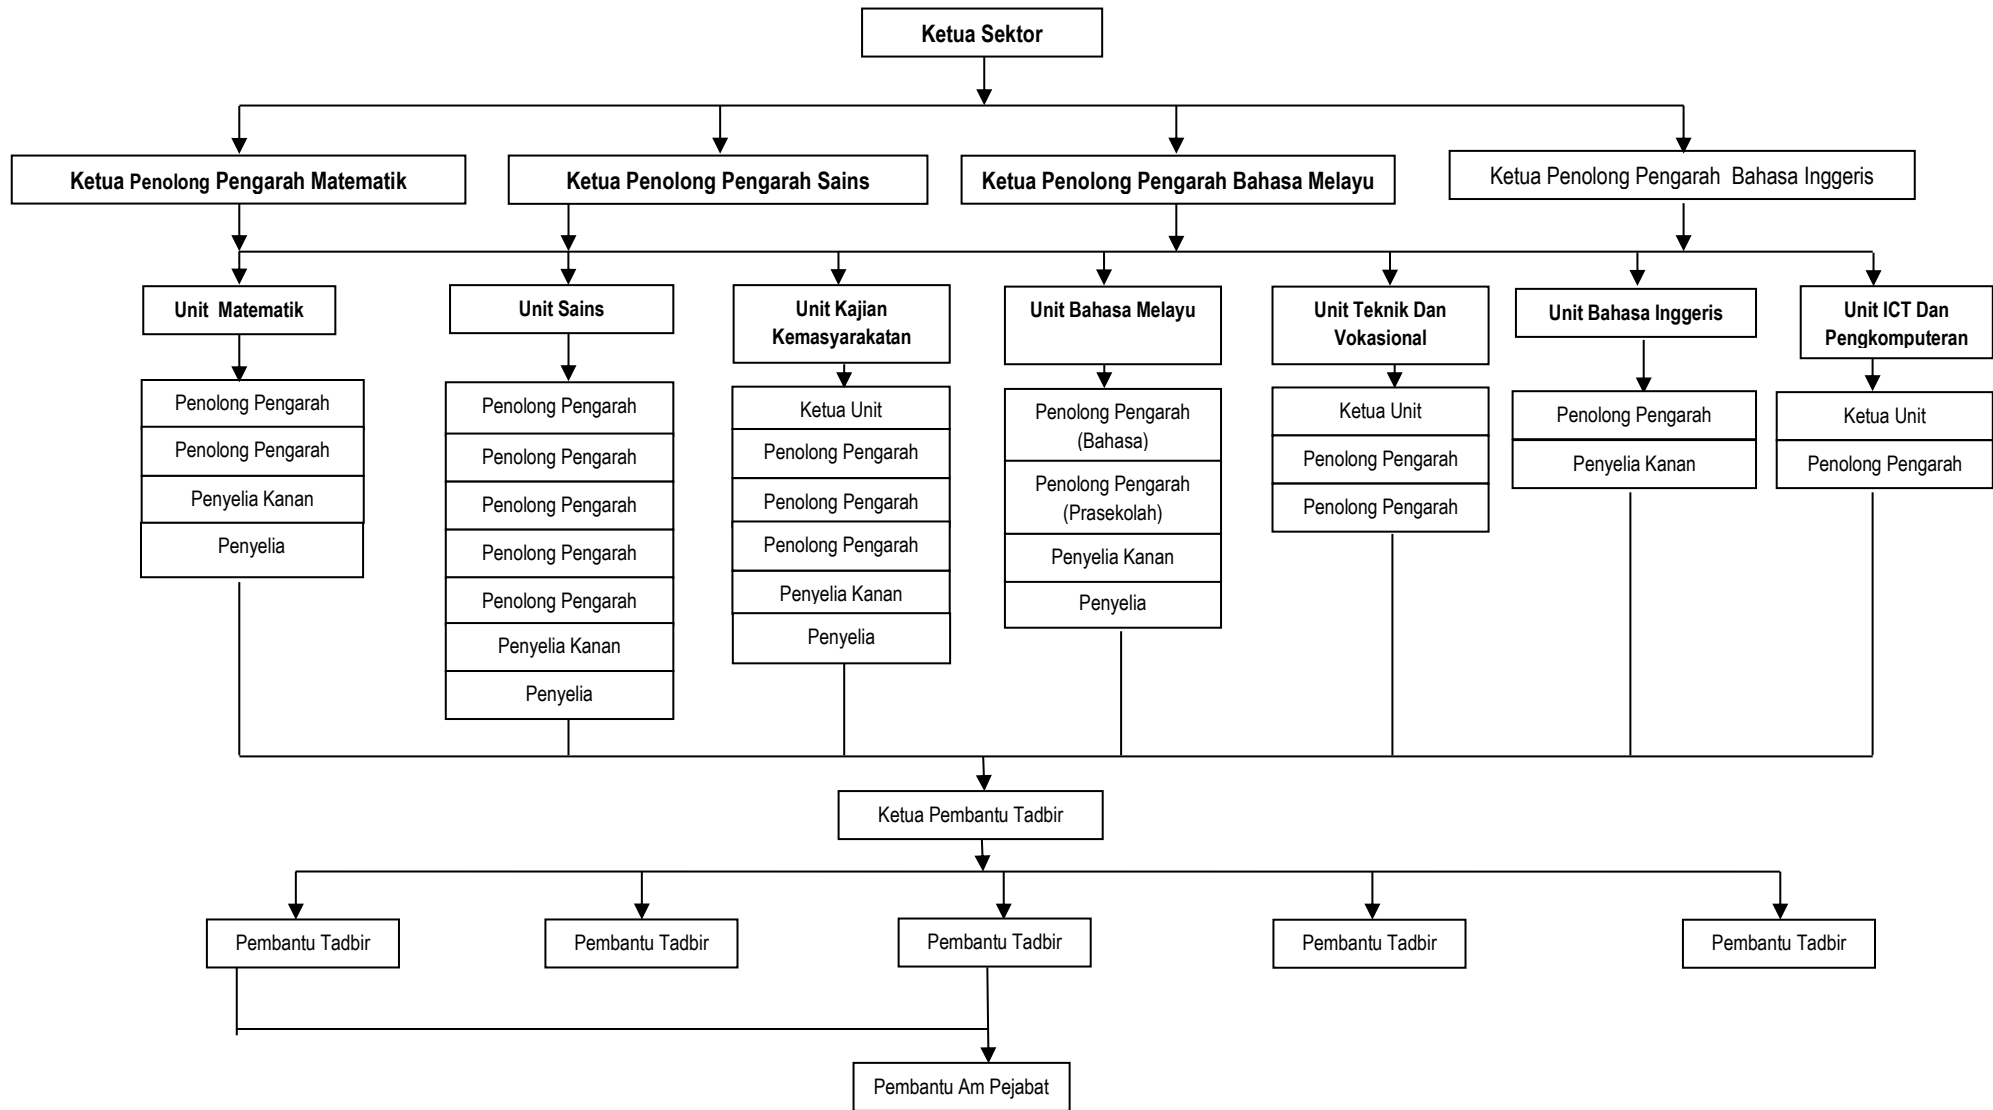 Ketua Sektor
Ketua Penolong Pengarah Matematik
Ketua Penolong Pengarah Sains
Ketua Penolong Pengarah Bahasa Melayu
Ketua Penolong Pengarah Bahasa Inggeris
Unit Matematik
Unit Sains
Unit Kajian
Kemasyarakatan
Unit Bahasa Melayu
Unit Teknik Dan
Vokasional
Unit Bahasa Inggeris
Unit ICT Dan
Pengkomputeran
Penolong Pengarah
Penolong Pengarah
Penyelia Kanan
Penyelia
Penolong Pengarah
Penolong Pengarah
Penolong Pengarah
Penolong Pengarah
Penolong Pengarah
Penyelia Kanan
Penyelia
Ketua Unit
Penolong Pengarah
Penolong Pengarah
Penolong Pengarah
Penyelia Kanan
Penyelia
Penolong Pengarah
(Bahasa)
Penolong Pengarah
(Prasekolah)
Penyelia Kanan
Penyelia
Ketua Unit
Penolong Pengarah
Penolong Pengarah
Penolong Pengarah
Penyelia Kanan
Ketua Unit
Penolong Pengarah
Ketua Pembantu Tadbir
Pembantu Tadbir
Pembantu Tadbir
Pembantu Tadbir
Pembantu Tadbir
Pembantu Tadbir
Pembantu Am Pejabat